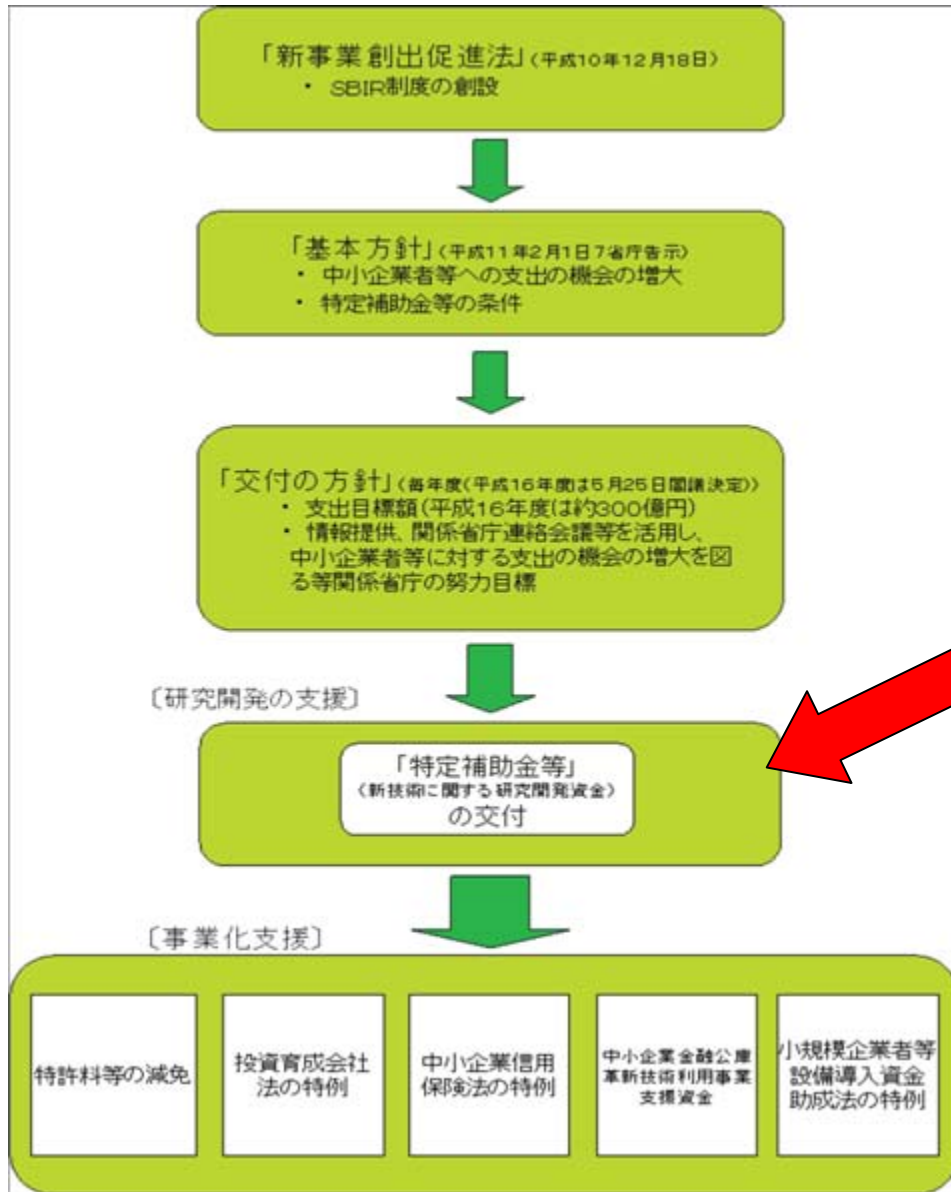 「新事業創出促進法」(平成10年12月18日)
・ SBIR制度の創設
「基本方針」(平成11年2月1日7省庁告示)
・ 中小企業者等への支出の機会の増大
・ 特定補助金等の条件
「交付の方針」(毎年度(平成16年度は5月25日閣議決定))
・ 支出目標額(平成16年度は約300億円)
・ 情報提供、関係省庁連絡会議等を活用し、
中小企業者等に対する支出の機会の増大を図
る等関係省庁の努力目標
〔研究開発の支援〕
「特定補助金等」
(新技術に関する研究開発資金)
の交付
〔事業化支援〕
特許料等の減免
投資育成会社
法の特例
中小企業信用
保険法の特例
中小企業金融公庫
革新技術利用事業
支援資金
小規模企業者等
設備導入資金
助成法の特例